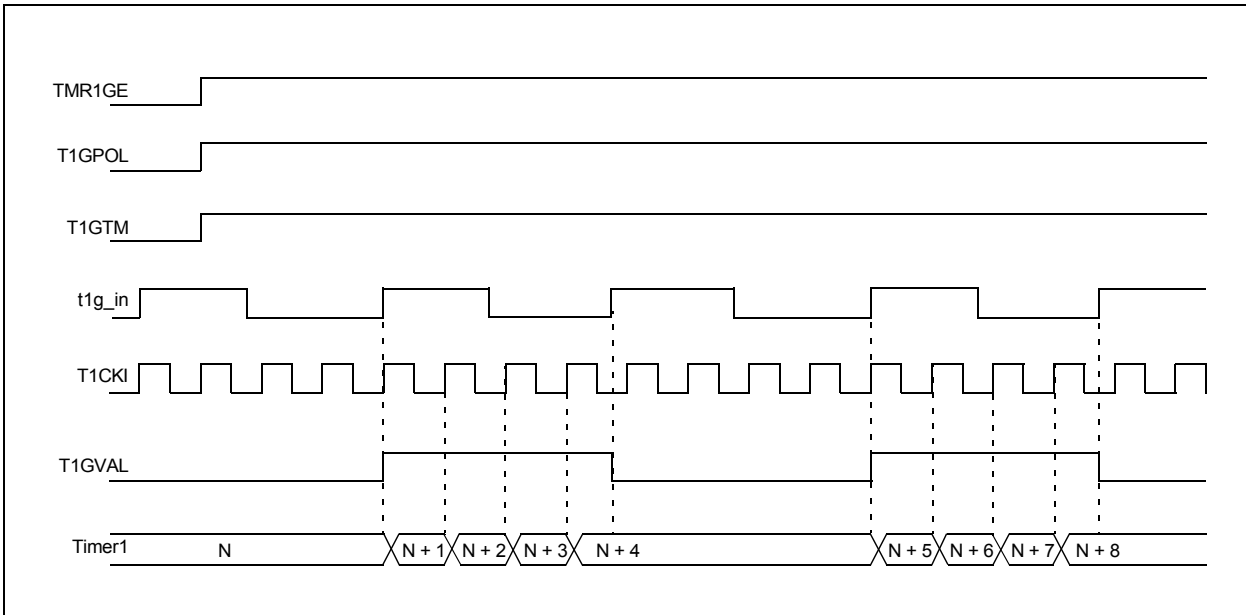 TMR1GE
T1GPOL
T1GTM
t1g_in
T1CKI
T1GVAL
Timer1 N N + 1 N + 2 N + 3 N + 4 N + 5 N + 6 N + 7 N + 8